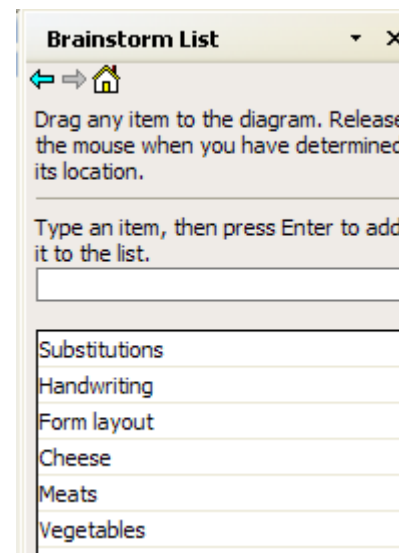 Brainstorm List
Drag any item to the diagram. Release
the mouse when you have determined
its location.
Type an item, then press Enter to add
it to the list.
Substitutions
Handwriting
Form layout
Cheese
Meats
Vegetables